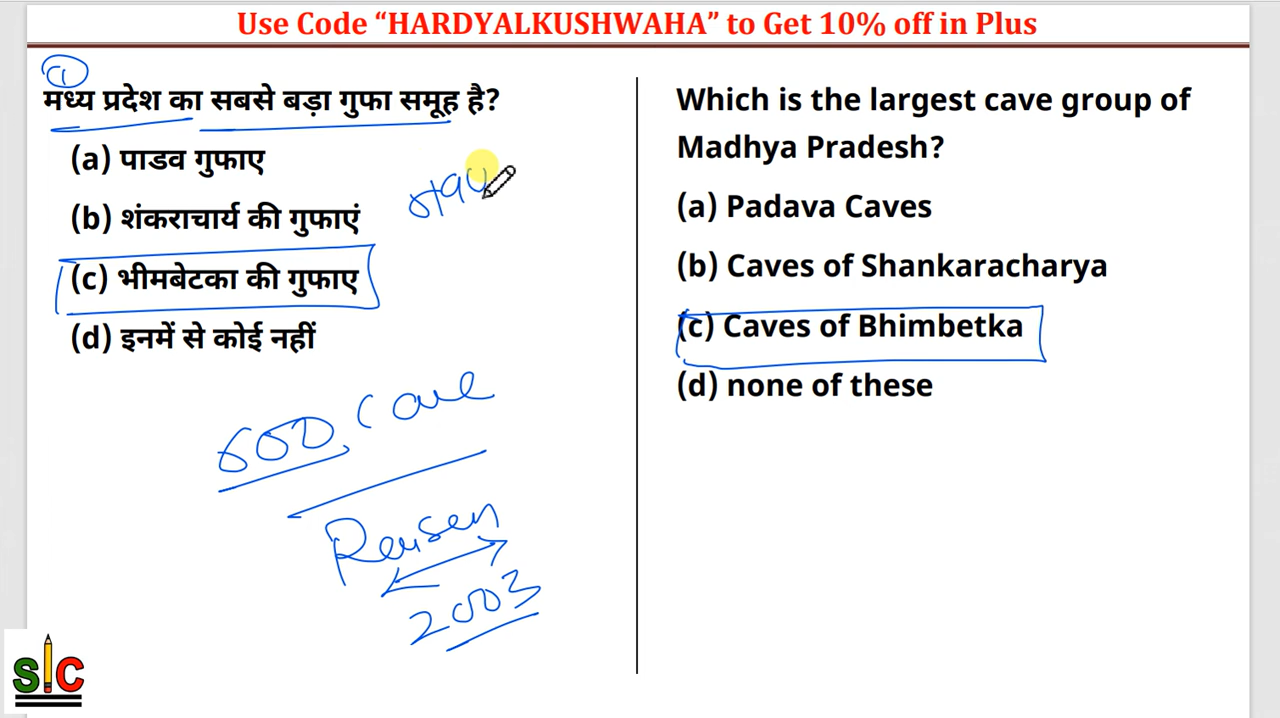 Use Code “HARDYALKUSHWAHA” to Get 10% off in Plus
1
मध्य प्रदेश का सबसे बड़ा गुफा समूह है?
(a) पाडव गुफाए
(b) शंकराचार्य की गुफाएं
(c) भीमबेटका की गुफाए
(d) इनमें से कोई नहीं
600 Cave
Raisen
2003
Which is the largest cave group of
Madhya Pradesh?
(a) Padava Caves
(b) Caves of Shankaracharya
(c) Caves of Bhimbetka
(d) none of these
SIC